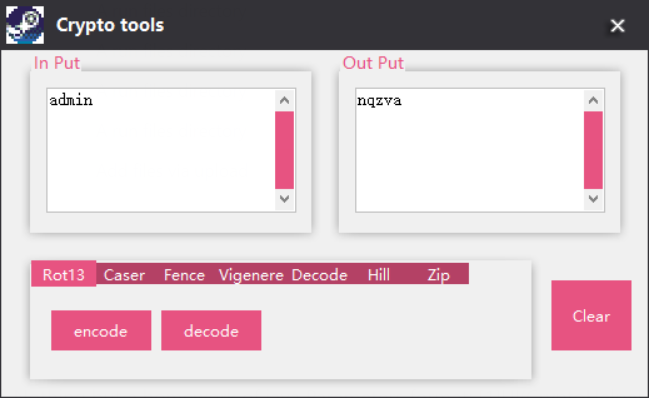 Crypto tools
In Put
Out Put
admin
nqzva
Rot13 Caser Fence Vigenere Decode Hill Zip
encode decode
Clear